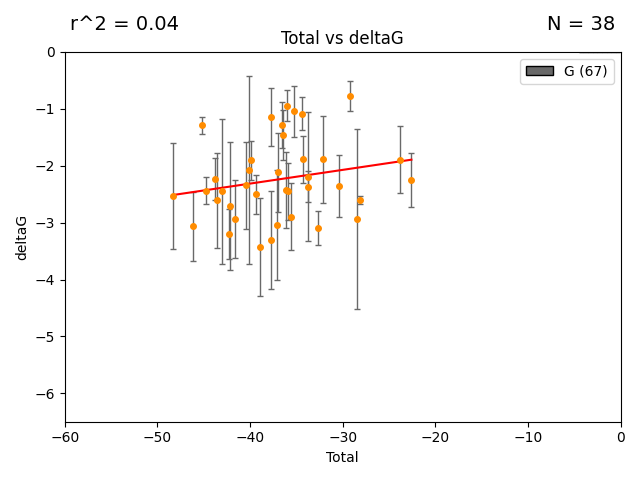 r^2 = 0.04
N = 38
Total vs deltaG
G (67)
deltaG
0
−1
−2
−3
−4
−5
−6
−60
−50
−40
−30
−20
−10
0
Total